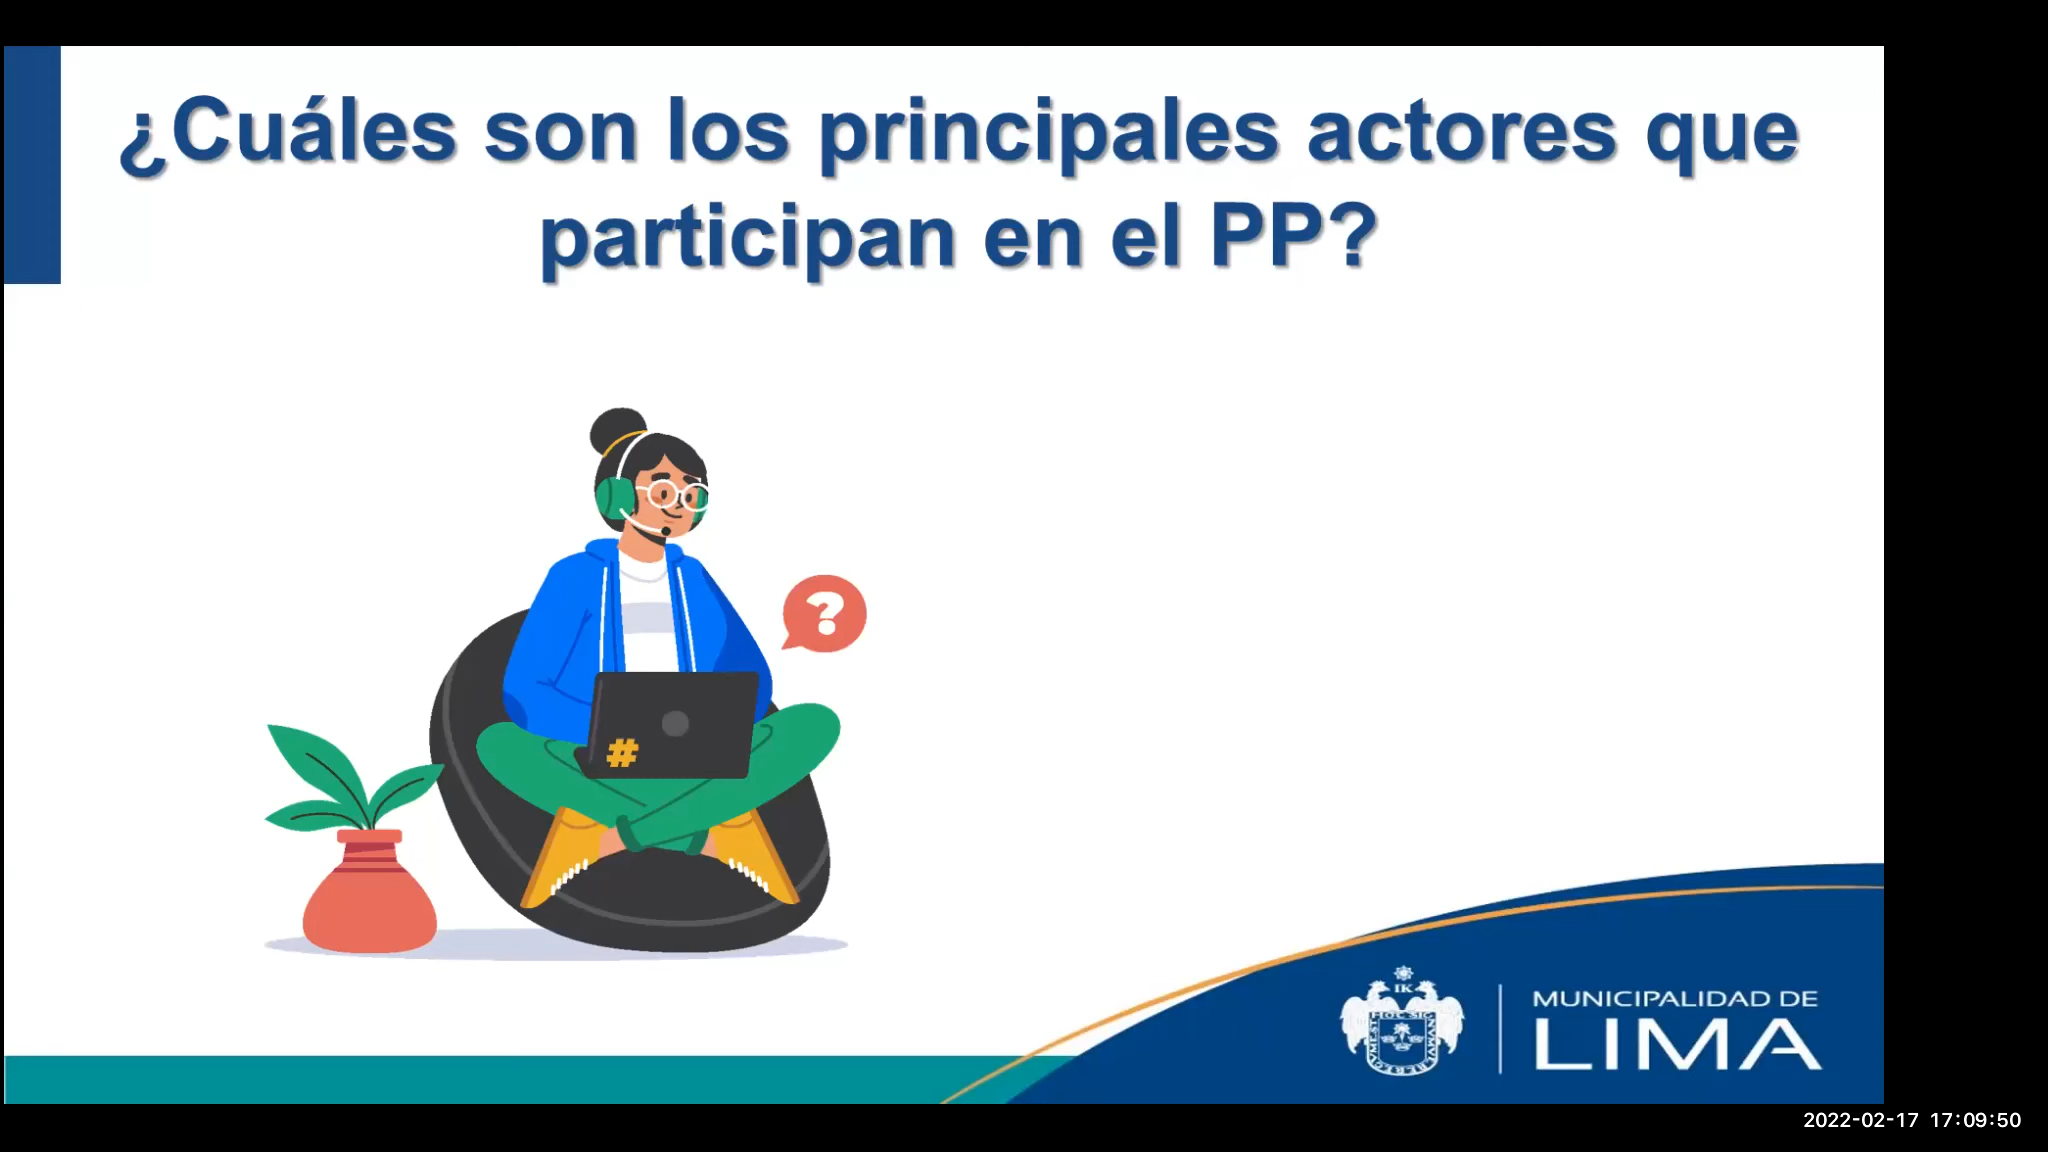 ¿Cuáles son los principales actores que
participan en el PP?
?
#
IK
MUNICIPALIDAD DE
LIMA
2022-02-17 17:09:50